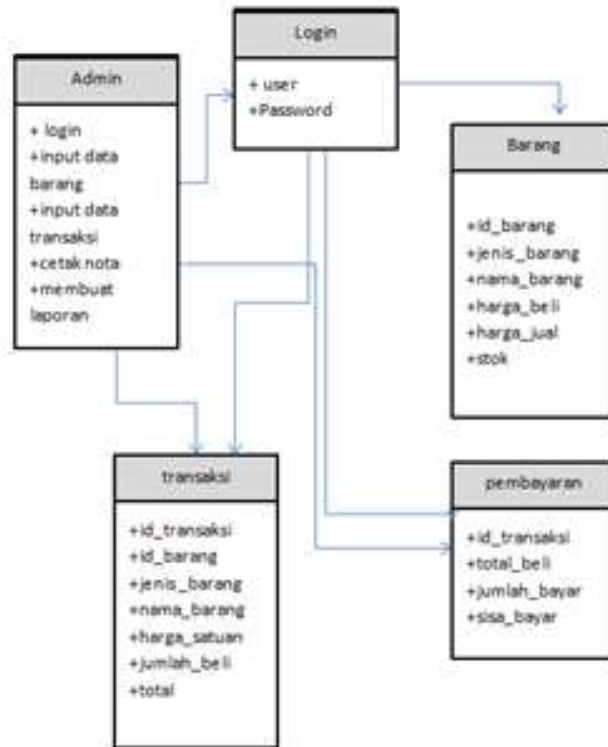 Login
+ user
+Password
Admin
+ login
+input data
barang
+input data
transaksi
+cetak nota
+membuat
laporan
Barang
+id_barang
+jenis_barang
+nama_barang
+harga_beli
+harga_jual
+stok
transaksi
+id_transaksi
+id_barang
+jenis_barang
+nama_barang
+harga_satuan
+jumlah_beli
+total
pembayaran
+id_transaksi
+total_beli
+jumlah_bayar
+sisa_bayar